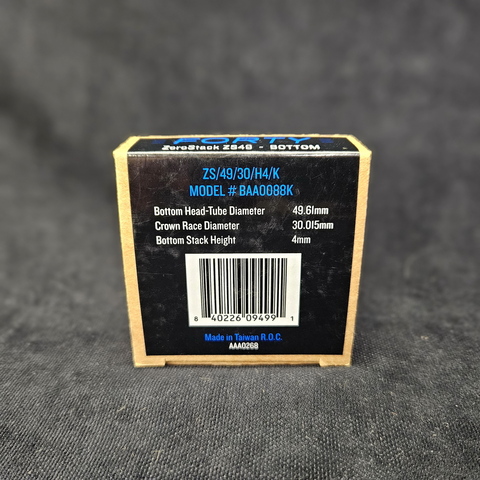 FORTY
ZeroStack ZS49 - BOTTOM
ZS/49/30/H4/K
MODEL # BAA0088K
Bottom Head-Tube Diameter 49.61mm
Crown Race Diameter 30.015mm
Bottom Stack Height 4mm
8 40226 09499 1
Made in Taiwan R.O.C.
AAA0268